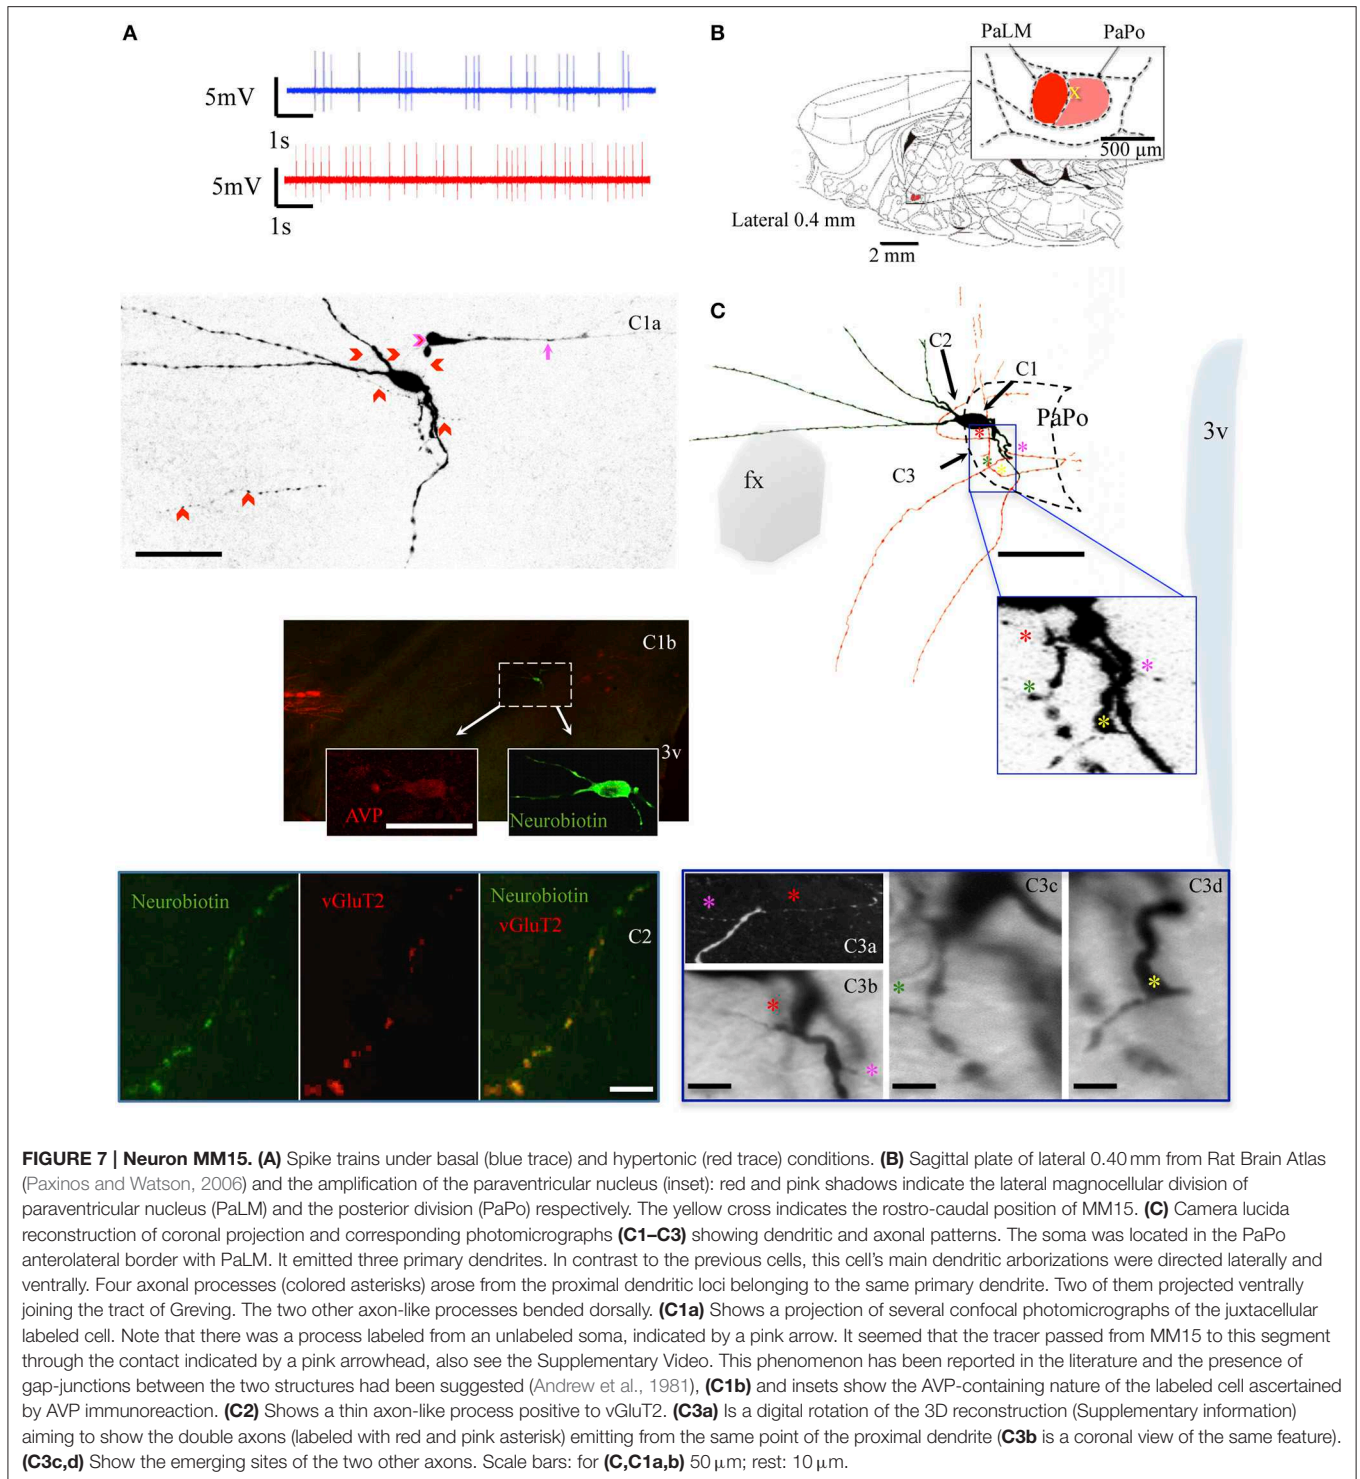 A
5mV
1s
5mV
1s
B
PaLM
PaPo
X
500 µm
Lateral 0.4 mm
2 mm
C1a
C
C2
C1
PaPo
3v
C3
fx
C1b
3v
AVP
Neurobiotin
Neurobiotin
vGluT2
Neurobiotin
vGluT2
C2
C3a
C3b
C3c
C3d
FIGURE 7 | Neuron MM15. (A) Spike trains under basal (blue trace) and hypertonic (red trace) conditions. (B) Sagittal plate of lateral 0.40 mm from Rat Brain Atlas
(Paxinos and Watson, 2006) and the amplification of the paraventricular nucleus (inset): red and pink shadows indicate the lateral magnocellular division of
paraventricular nucleus (PaLM) and the posterior division (PaPo) respectively. The yellow cross indicates the rostro-caudal position of MM15. (C) Camera lucida
reconstruction of coronal projection and corresponding photomicrographs (C1–C3) showing dendritic and axonal patterns. The soma was located in the PaPo
anterolateral border with PaLM. It emitted three primary dendrites. In contrast to the previous cells, this cell's main dendritic arborizations were directed laterally and
ventrally. Four axonal processes (colored asterisks) arose from the proximal dendritic loci belonging to the same primary dendrite. Two of them projected ventrally
joining the tract of Greving. The two other axon-like processes bended dorsally. (C1a) Shows a projection of several confocal photomicrographs of the juxtacellular
labeled cell. Note that there was a process labeled from an unlabeled soma, indicated by a pink arrow. It seemed that the tracer passed from MM15 to this segment
through the contact indicated by a pink arrowhead, also see the Supplementary Video. This phenomenon has been reported in the literature and the presence of
gap-junctions between the two structures had been suggested (Andrew et al., 1981), (C1b) and insets show the AVP-containing nature of the labeled cell ascertained
by AVP immunoreaction. (C2) Shows a thin axon-like process positive to vGluT2. (C3a) Is a digital rotation of the 3D reconstruction (Supplementary information)
aiming to show the double axons (labeled with red and pink asterisk) emitting from the same point of the proximal dendrite (C3b is a coronal view of the same feature).
(C3c,d) Show the emerging sites of the two other axons. Scale bars: for (C,C1a,b) 50 µm; rest: 10 µm.